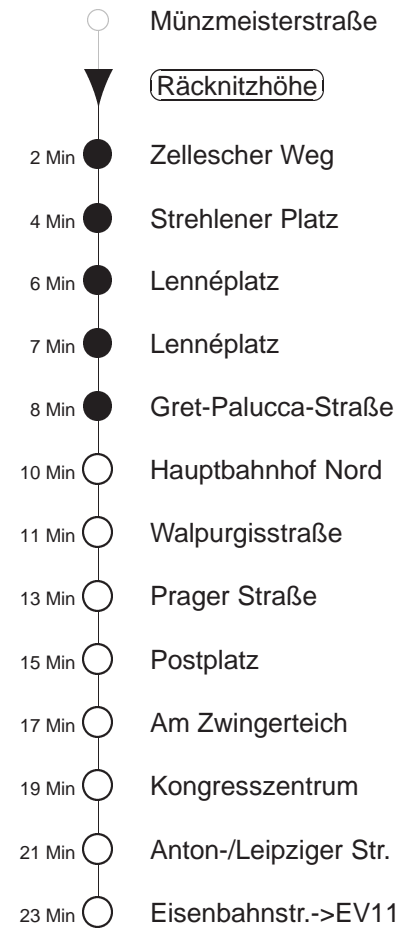 Münzmeisterstraße
Räcknitzhöhe
2 Min Zellescher Weg
4 Min Strehlener Platz
6 Min Lennéplatz
7 Min Lennéplatz
8 Min Gret-Palucca-Straße
10 Min Hauptbahnhof Nord
11 Min Walpurgisstraße
13 Min Prager Straße
15 Min Postplatz
17 Min Am Zwingerteich
19 Min Kongresszentrum
21 Min Anton-/Leipziger Str.
23 Min Eisenbahnstr.->EV11